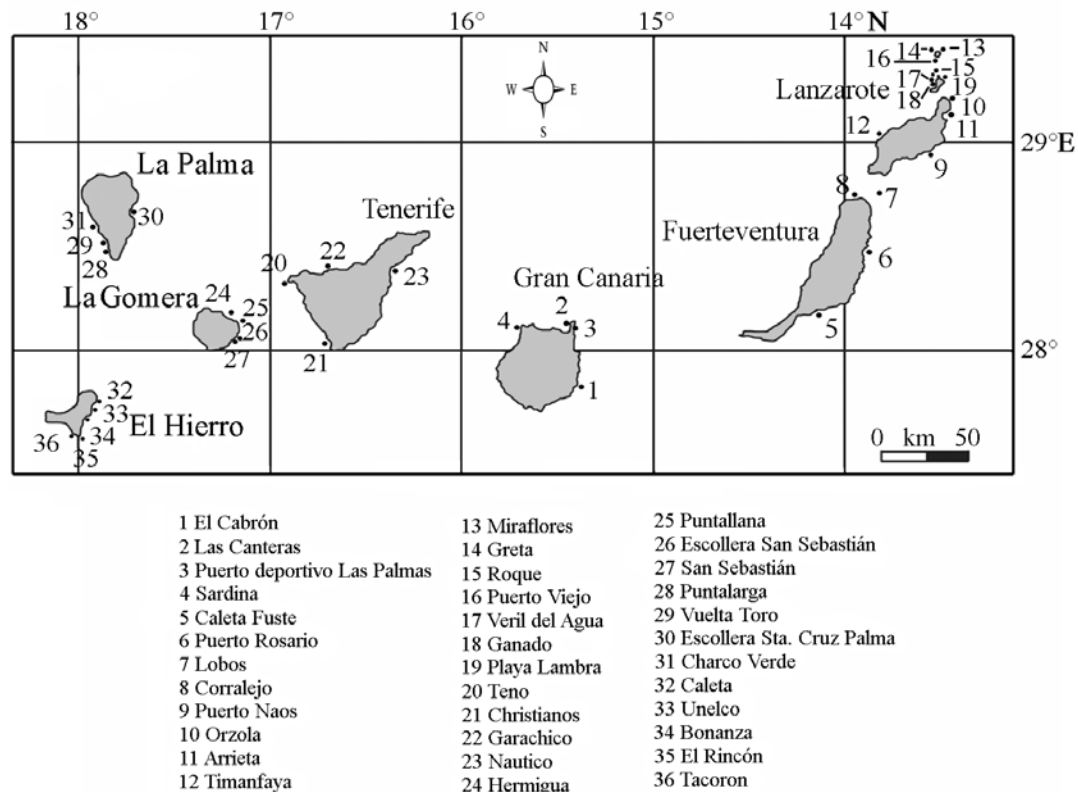 18° 17° 16° 15° 14° N
N
W E
S
14 13
16
15
17
Lanzarote 19
18
10
12 11
29°E
9
La Palma
8
7
30
31
Tenerife
Fuerteventura
29
22
6
28
20
23
Gran Canaria
La Gomera 24
25
2
4 3
26
5
27
21
28°
1
32
33
El Hierro
36 34
35
0 km 50
1 El Cabrón
2 Las Canteras
3 Puerto deportivo Las Palmas
4 Sardina
5 Caleta Fuste
6 Puerto Rosario
7 Lobos
8 Corralejo
9 Puerto Naos
10 Orzola
11 Arrieta
12 Timanfaya
13 Miraflores
14 Greta
15 Roque
16 Puerto Viejo
17 Veril del Agua
18 Ganado
19 Playa Lambra
20 Teno
21 Christianos
22 Garachico
23 Nautico
24 Hermigua
25 Puntallana
26 Escollera San Sebastián
27 San Sebastián
28 Puntalarga
29 Vuelta Toro
30 Escollera Sta. Cruz Palma
31 Charco Verde
32 Caleta
33 Unelco
34 Bonanza
35 El Rincón
36 Tacoron